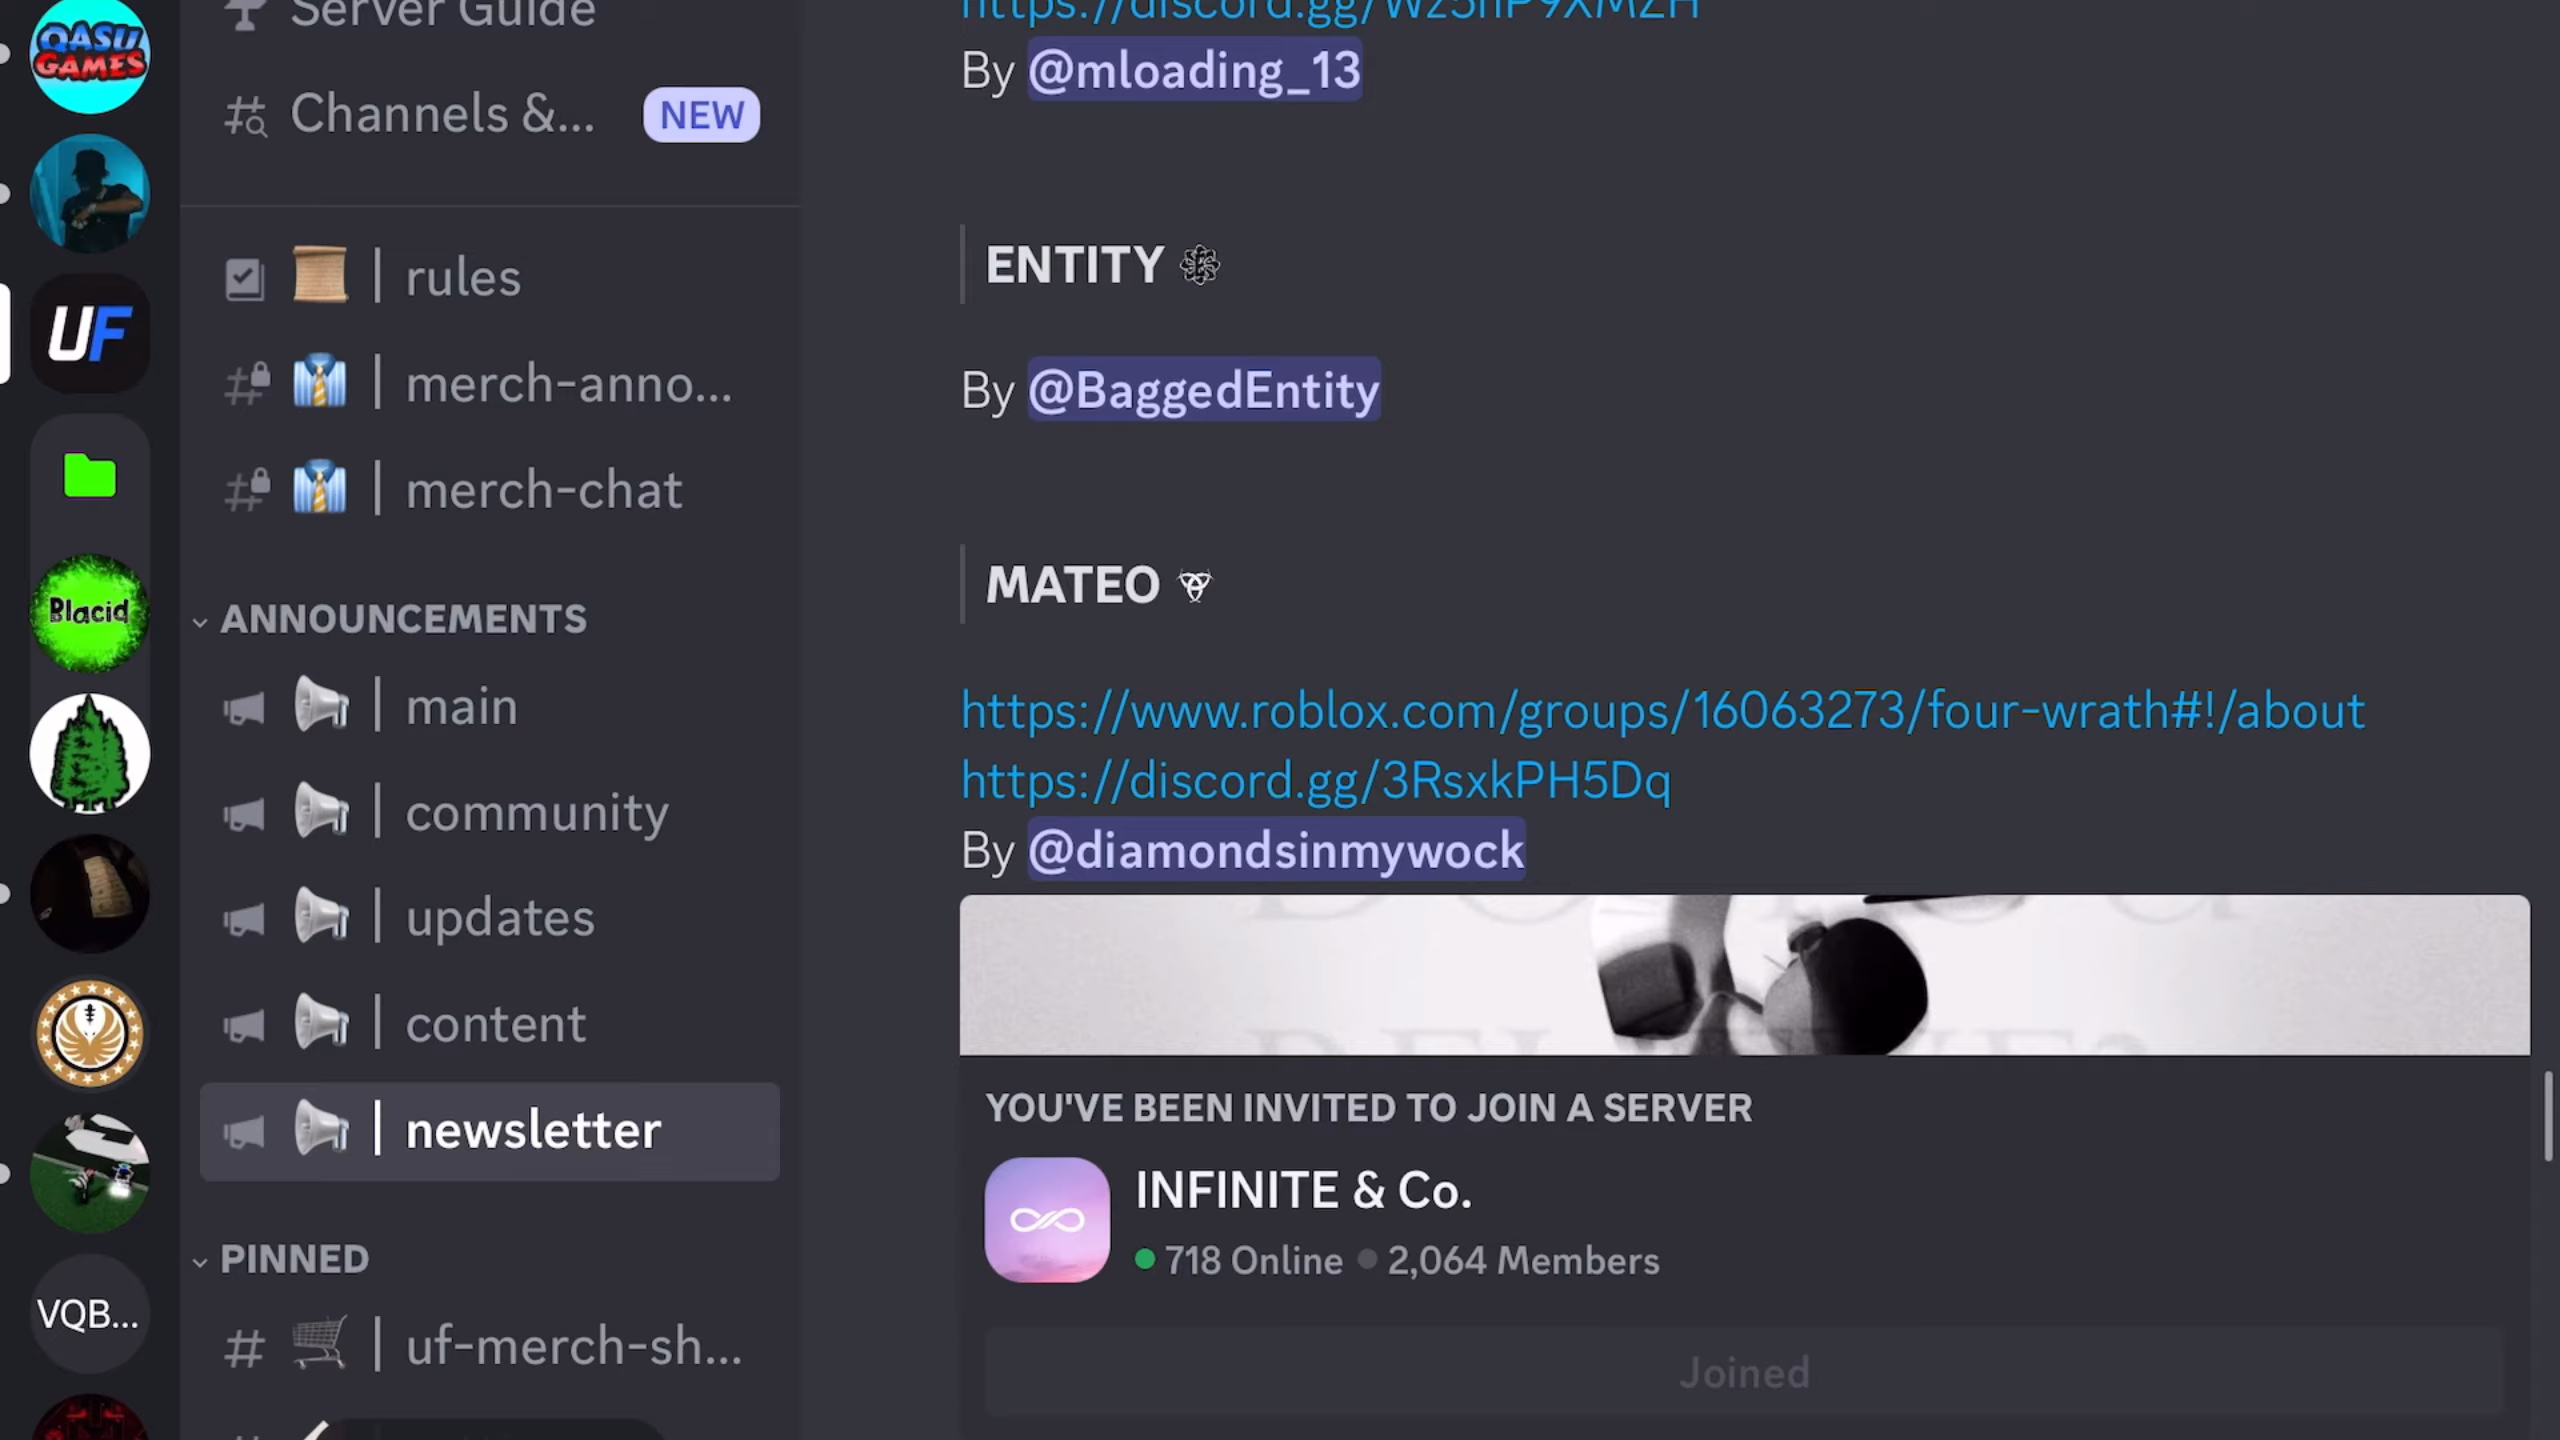 QASU
GAMES
UF
Blacid
VQB...
Server Guide
Channels &... NEW
| rules
| merch-anno...
| merch-chat
ANNOUNCEMENTS
| main
| community
| updates
| content
| newsletter
PINNED
| uf-merch-sh...
By @mloading_13
ENTITY
By @BaggedEntity
MATEO
https://www.roblox.com/groups/16063273/four-wrath#!/about
https://discord.gg/3RsxkPH5Dq
By @diamondsinmywock
YOU'VE BEEN INVITED TO JOIN A SERVER
INFINITE & Co.
718 Online 2,064 Members
Joined